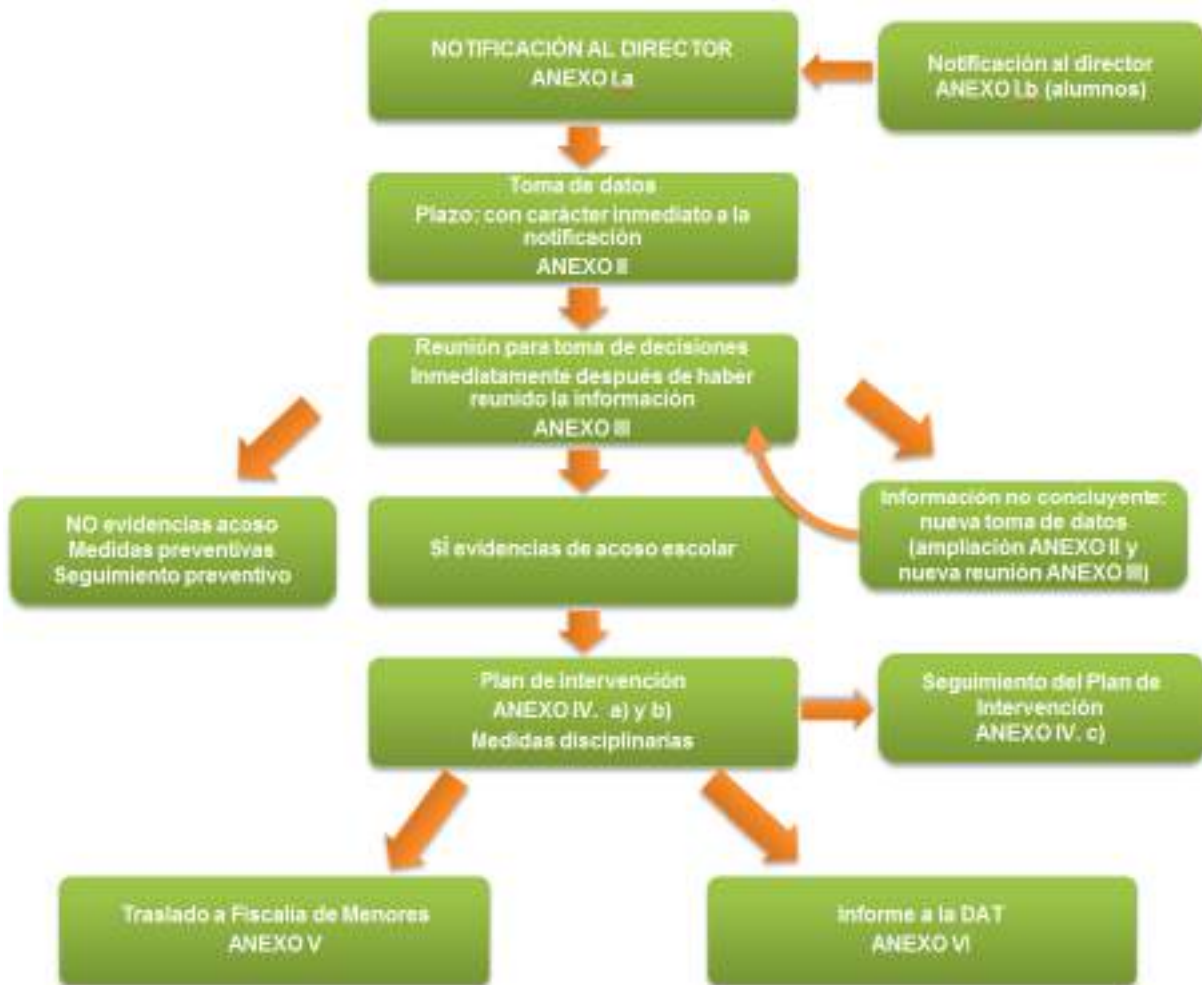 NOTIFICACIÓN AL DIRECTOR
ANEXO I.a
Notificación al director
ANEXO I.b (alumnos)
Toma de datos
Plazo: con carácter inmediato a la
notificación
ANEXO II
Reunión para toma de decisiones
Inmediatamente después de haber
reunido la información
ANEXO III
NO evidencias acoso
Medidas preventivas
Seguimiento preventivo
SÍ evidencias de acoso escolar
Información no concluyente:
nueva toma de datos
(ampliación ANEXO II y
nueva reunión ANEXO III)
Plan de intervención
ANEXO IV. a) y b)
Medidas disciplinarias
Seguimiento del Plan de
Intervención
ANEXO IV. c)
Traslado a Fiscalía de Menores
ANEXO V
Informe a la DAT
ANEXO VI